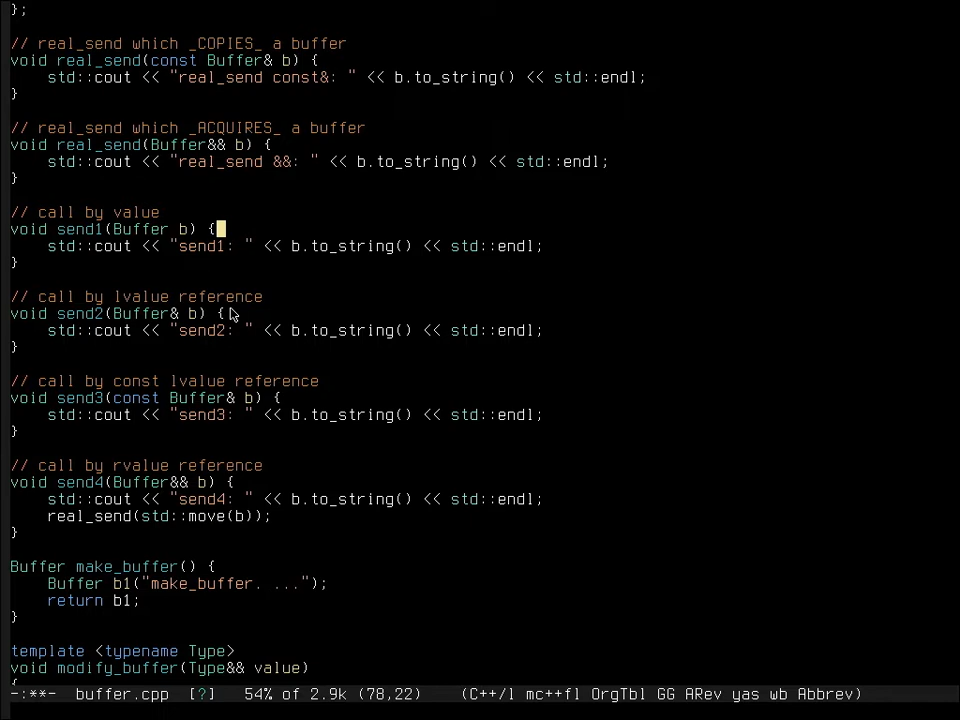 };

// real_send which _COPIES_ a buffer
void real_send(const Buffer& b) {
    std::cout << "real_send const&: " << b.to_string() << std::endl;
}

// real_send which _ACQUIRES_ a buffer
void real_send(Buffer&& b) {
    std::cout << "real_send &&: " << b.to_string() << std::endl;
}

// call by value
void send1(Buffer b) {
    std::cout << "send1: " << b.to_string() << std::endl;
}

// call by lvalue reference
void send2(Buffer& b) {
    std::cout << "send2: " << b.to_string() << std::endl;
}

// call by const lvalue reference
void send3(const Buffer& b) {
    std::cout << "send3: " << b.to_string() << std::endl;
}

// call by rvalue reference
void send4(Buffer&& b) {
    std::cout << "send4: " << b.to_string() << std::endl;
    real_send(std::move(b));
}

Buffer make_buffer() {
    Buffer b1("make_buffer. ...");
    return b1;
}

template <typename Type>
void modify_buffer(Type&& value)
{
-:**-  buffer.cpp  [?]   54% of 2.9k (78,22)    (C++/l mc++fl OrgTbl GG ARev yas wb Abbrev)